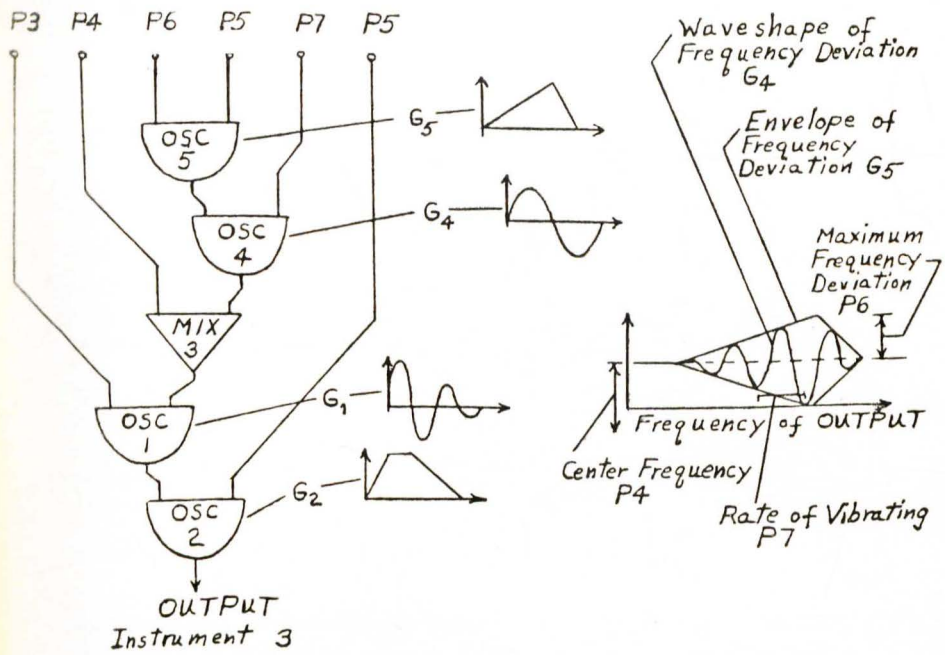 P3 P4 P6 P5 P7 P5
OSC
5
G5
OSC
4
G4
MIX
3
OSC
1
G1
OSC
2
G2
OUTPUT
Instrument 3
Wave shape of
Frequency Deviation
G4
Envelope of
Frequency
Deviation G5
Maximum
Frequency
Deviation
P6
Frequency of OUTPUT
Center Frequency
P4
Rate of Vibrating
P7